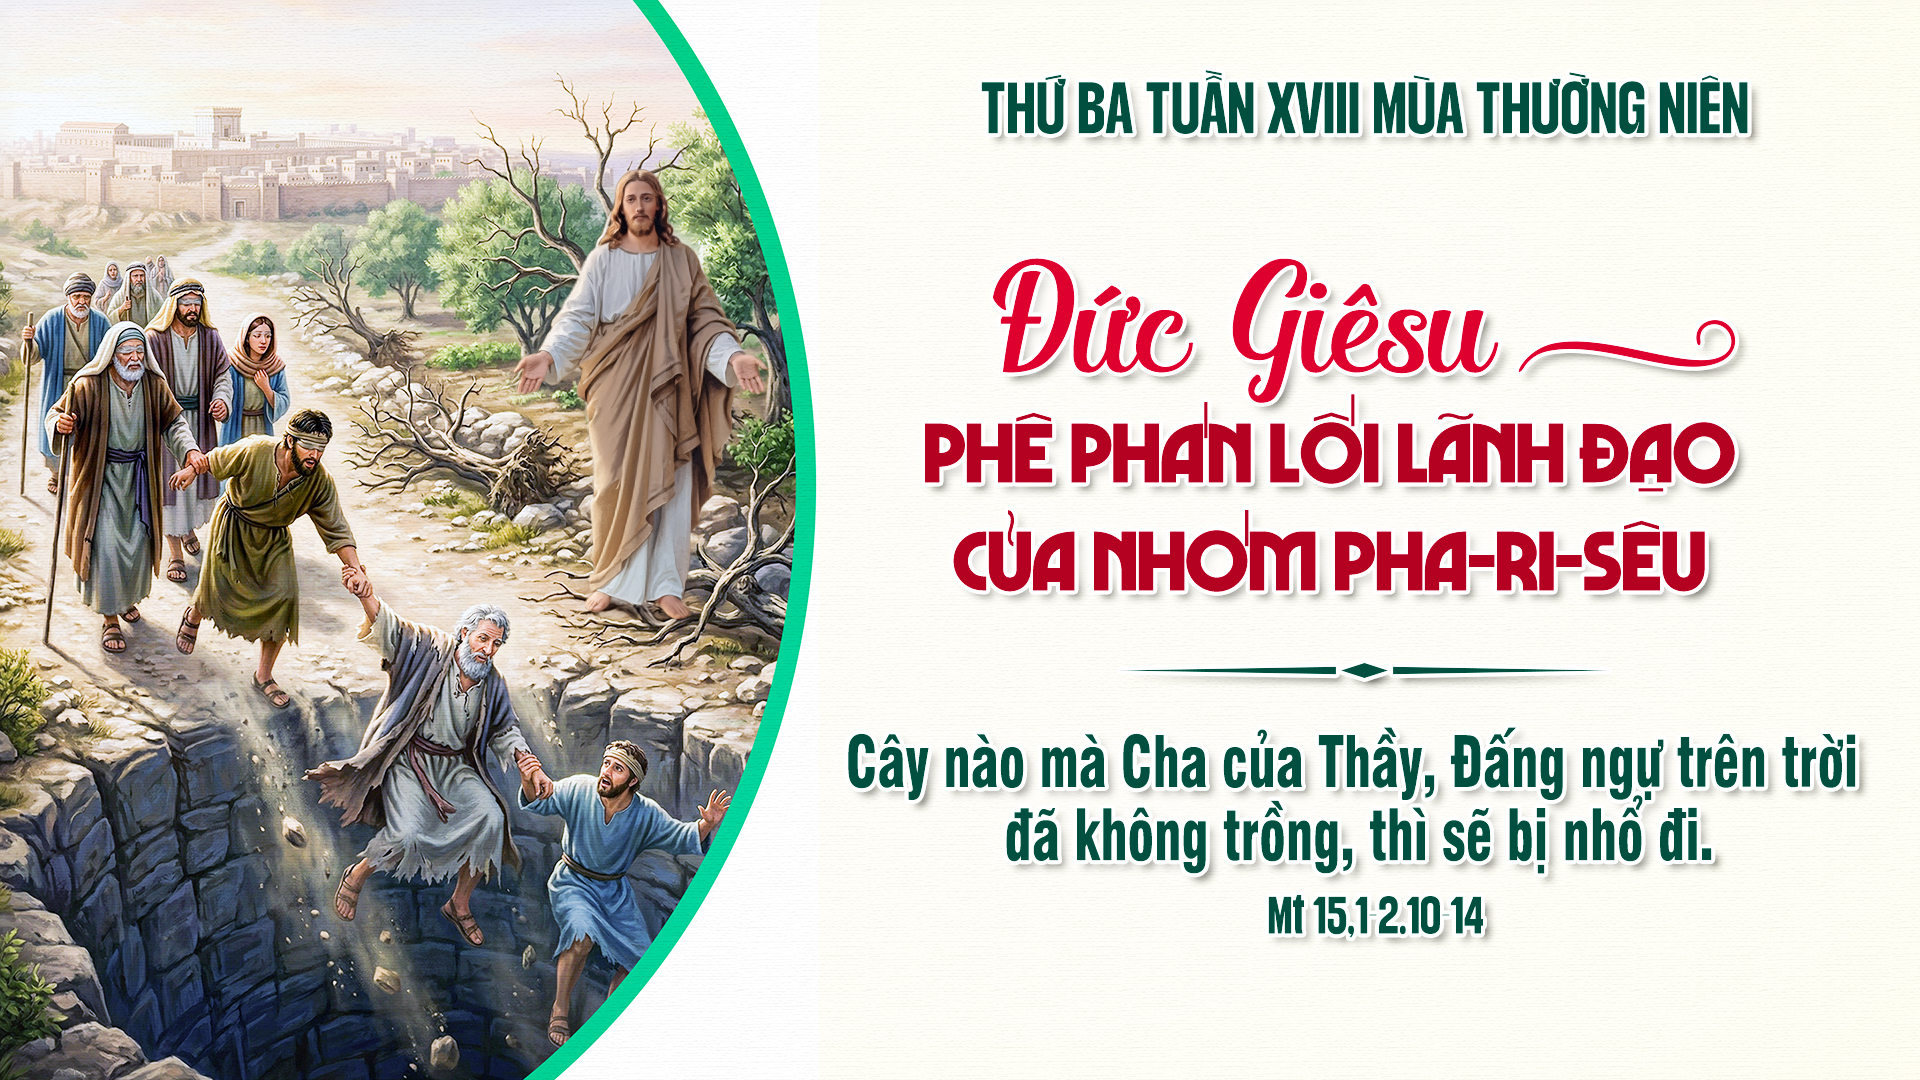 THỨ BA TUẦN XVIII MÙA THƯỜNG NIÊN
Đức Giêsu
PHÊ PHÁN LỐI LÃNH ĐẠO
CỦA NHÓM PHA-RI-SÊU
Cây nào mà Cha của Thầy, Đấng ngự trên trời
đã không trồng, thì sẽ bị nhổ đi.
Mt 15,1-2.10-14